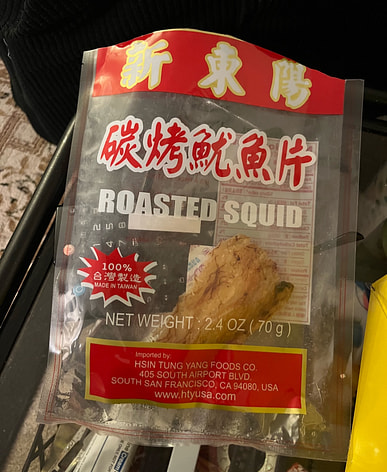 新東陽
碳烤魷魚片
ROASTED SQUID
100%
台灣製造
MADE IN TAIWAN
NET WEIGHT : 2.4 OZ ( 70 g )
Imported by:
HSIN TUNG YANG FOODS CO.
405 SOUTH AIRPORT BLVD.
SOUTH SAN FRANCISCO, CA 94080, USA
www.htyusa.com